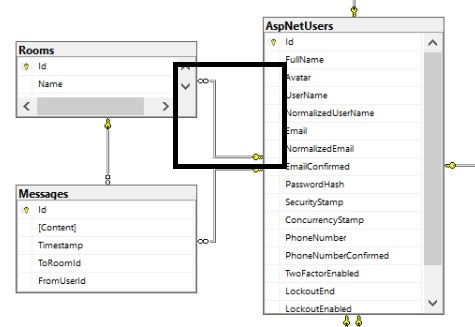 Rooms
Id
Name
Messages
Id
[Content]
Timestamp
ToRoomId
FromUserId
AspNetUsers
Id
FullName
Avatar
UserName
NormalizedUserName
Email
NormalizedEmail
EmailConfirmed
PasswordHash
SecurityStamp
ConcurrencyStamp
PhoneNumber
PhoneNumberConfirmed
TwoFactorEnabled
LockoutEnd
LockoutEnabled